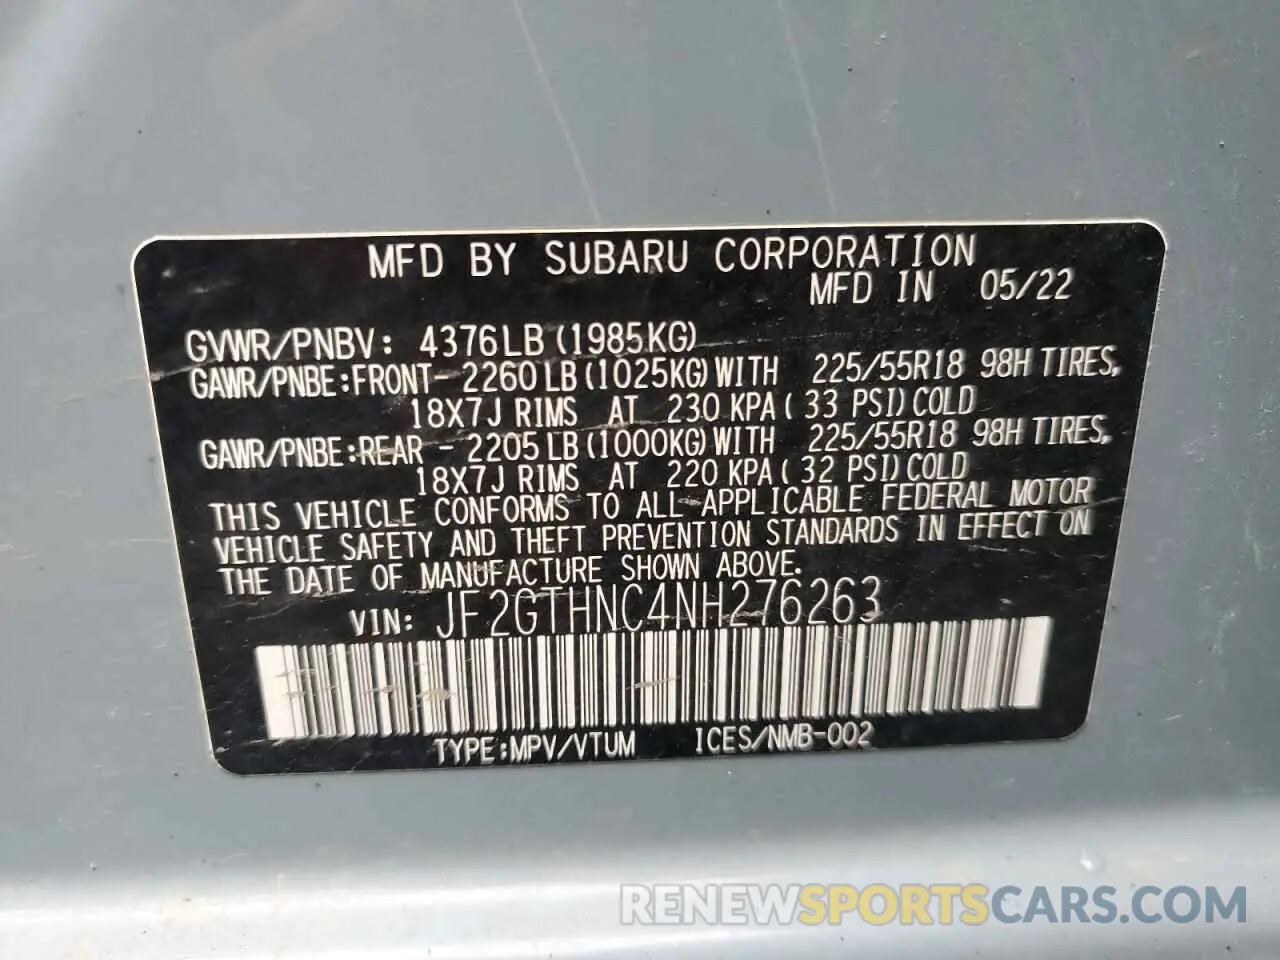 MFD BY SUBARU CORPORATION
MFD IN 05/22
GVWR/PNBV: 4376LB (1985KG)
GAWR/PNBE:FRONT- 2260 LB (1025KG) WITH 225/55R18 98H TIRES,
18X7J RIMS AT 230 KPA ( 33 PSI) COLD
GAWR/PNBE:REAR - 2205 LB (1000KG) WITH 225/55R18 98H TIRES,
18X7J RIMS AT 220 KPA ( 32 PSI) COLD
THIS VEHICLE CONFORMS TO ALL APPLICABLE FEDERAL MOTOR
VEHICLE SAFETY AND THEFT PREVENTION STANDARDS IN EFFECT ON
THE DATE OF MANUFACTURE SHOWN ABOVE.
VIN: JF2GTHNC4NH276263
TYPE:MPV/VTUM ICES/NMB-002
RENEWSPORTSCARS.COM